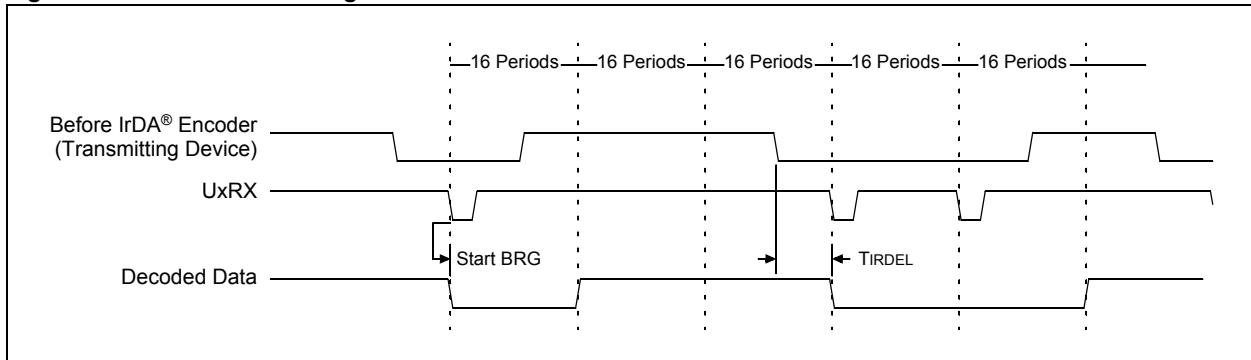 16 Periods 16 Periods 16 Periods 16 Periods 16 Periods
Before IrDA® Encoder
(Transmitting Device)
UxRX
Start BRG
TIRDEL
Decoded Data